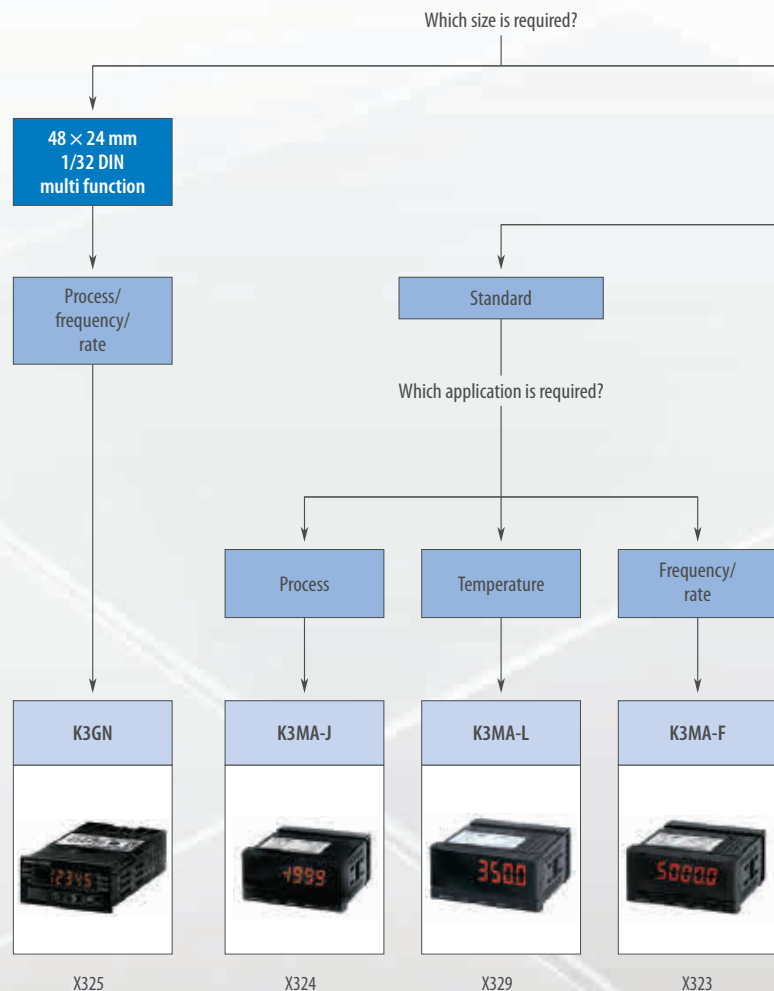 Which size is required?
48 × 24 mm
1/32 DIN
multi function
Process/
frequency/
rate
Standard
Which application is required?
Process
Temperature
Frequency/
rate
K3GN
K3MA-J
K3MA-L
K3MA-F
12345
-1999
350.0
5000.0
X325
X324
X329
X323